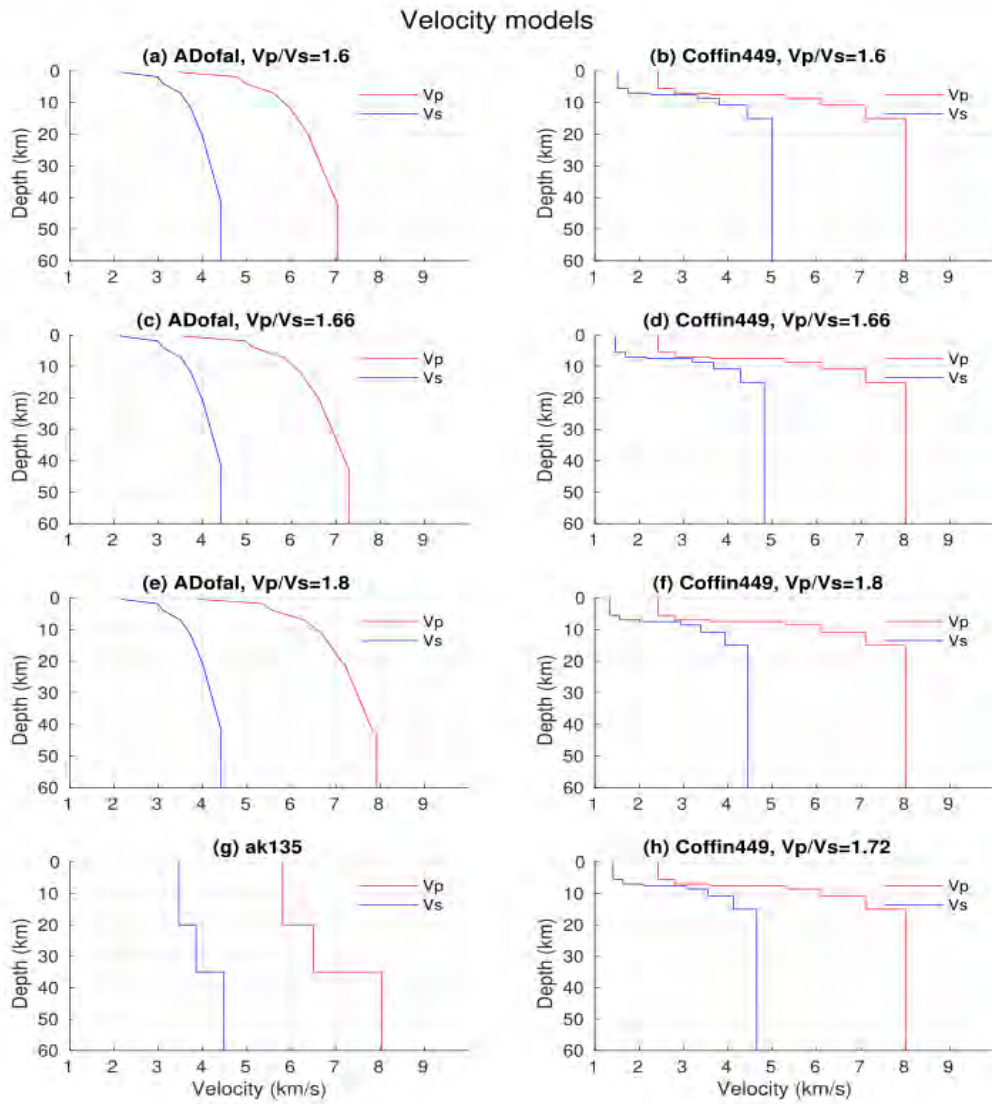 Velocity models
(a) ADofal, Vp/Vs=1.6
0
10
20
30
40
50
60
Depth (km)
Vp
Vs
1 2 3 4 5 6 7 8 9
(b) Coffin449, Vp/Vs=1.6
0
10
20
30
40
50
60
Depth (km)
Vp
Vs
1 2 3 4 5 6 7 8 9
(c) ADofal, Vp/Vs=1.66
0
10
20
30
40
50
60
Depth (km)
Vp
Vs
1 2 3 4 5 6 7 8 9
(d) Coffin449, Vp/Vs=1.66
0
10
20
30
40
50
60
Depth (km)
Vp
Vs
1 2 3 4 5 6 7 8 9
(e) ADofal, Vp/Vs=1.8
0
10
20
30
40
50
60
Depth (km)
Vp
Vs
1 2 3 4 5 6 7 8 9
(f) Coffin449, Vp/Vs=1.8
0
10
20
30
40
50
60
Depth (km)
Vp
Vs
1 2 3 4 5 6 7 8 9
(g) ak135
0
10
20
30
40
50
60
Depth (km)
Vp
Vs
1 2 3 4 5 6 7 8 9
Velocity (km/s)
(h) Coffin449, Vp/Vs=1.72
0
10
20
30
40
50
60
Depth (km)
Vp
Vs
1 2 3 4 5 6 7 8 9
Velocity (km/s)